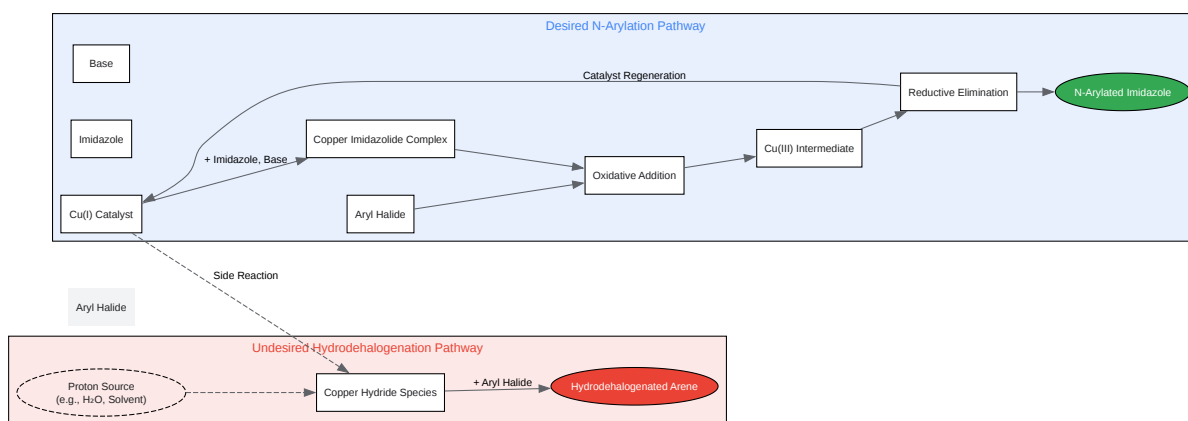 Desired N-Arylation Pathway
Base
Catalyst Regeneration
Reductive Elimination
N-Arylated Imidazole
Imidazole
Copper Imidazolide Complex
Cu(III) Intermediate
+ Imidazole, Base
Oxidative Addition
Cu(I) Catalyst
Aryl Halide
Side Reaction
Aryl Halide
Undesired Hydrodehalogenation Pathway
Proton Source
(e.g., H₂O, Solvent)
Copper Hydride Species
+ Aryl Halide
Hydrodehalogenated Arene